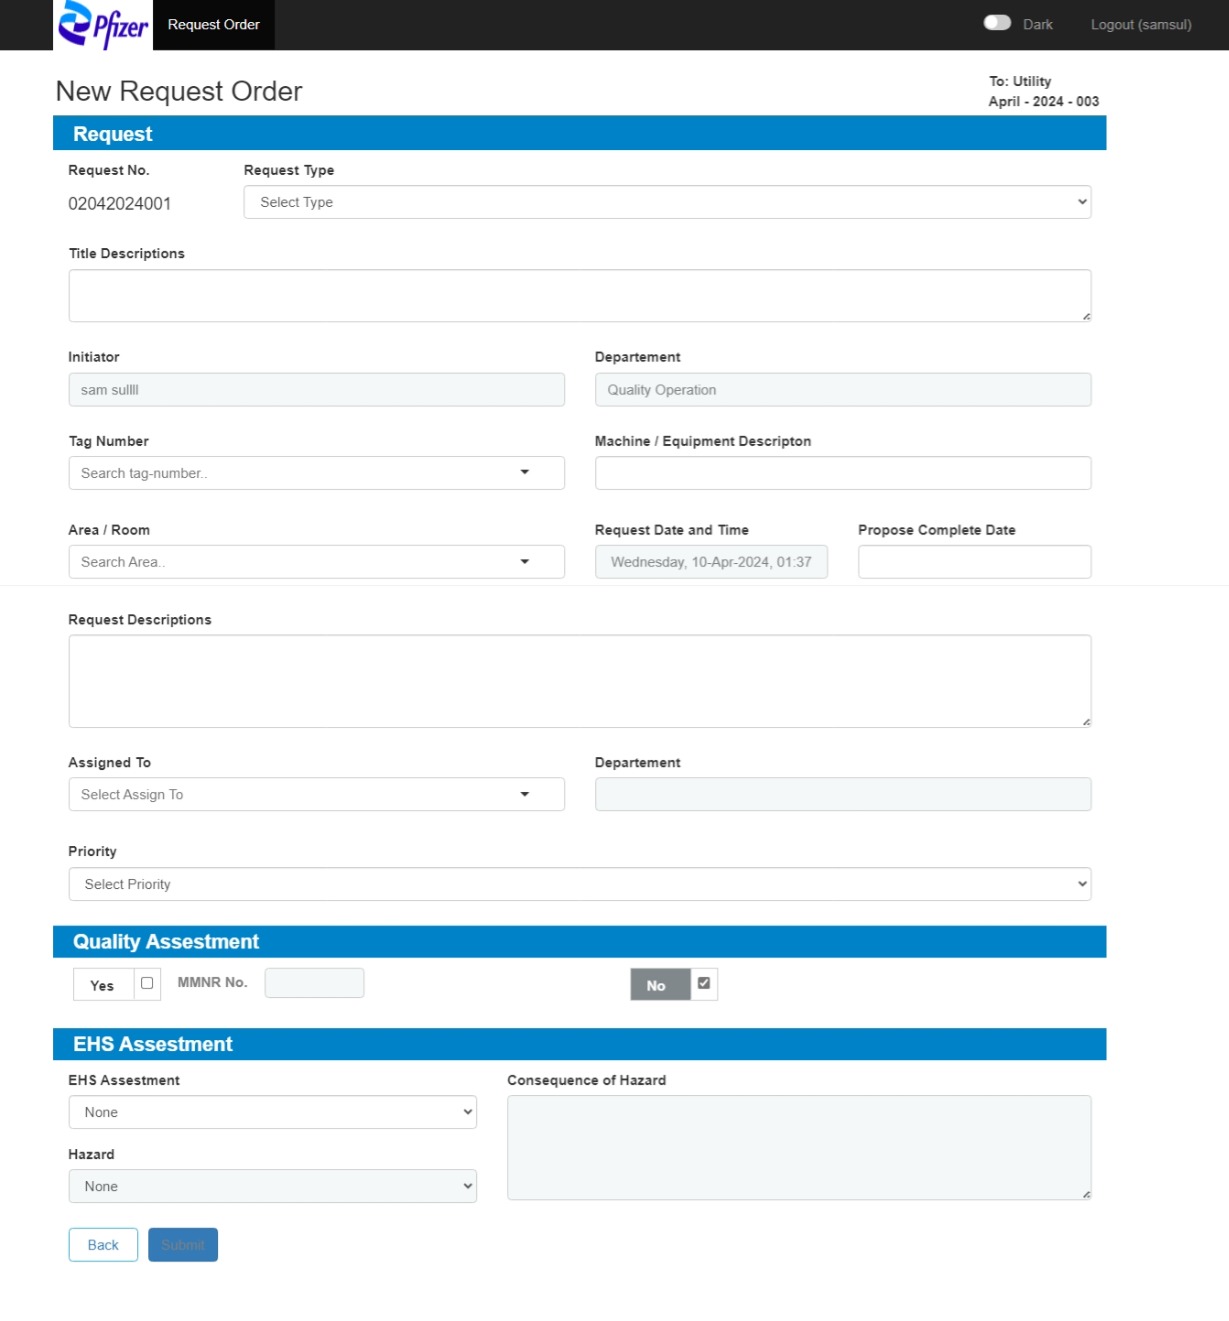 Pfizer Request Order Dark Logout (samsul)
New Request Order
To: Utility
April - 2024 - 003
Request
Request No. Request Type
02042024001 Select Type
Title Descriptions
Initiator Departement
sam sullll Quality Operation
Tag Number Machine / Equipment Descripton
Search tag-number..
Area / Room Request Date and Time Propose Complete Date
Search Area.. Wednesday, 10-Apr-2024, 01:37
Request Descriptions
Assigned To Departement
Select Assign To
Priority
Select Priority
Quality Assestment
Yes MMNR No. No
EHS Assestment
EHS Assestment Consequence of Hazard
None
Hazard
None
Back Submit